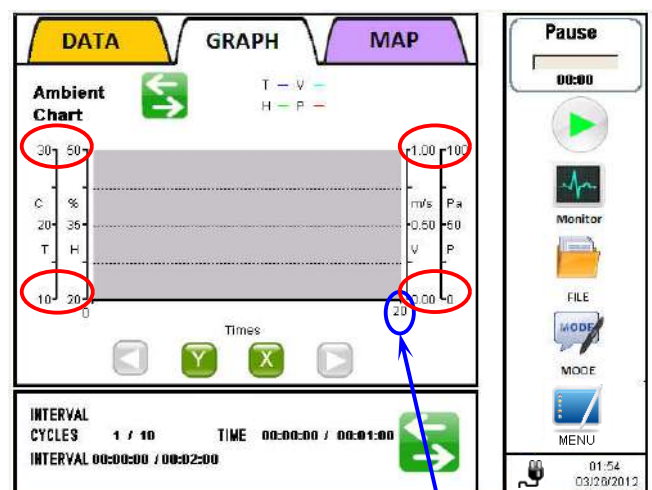 DATA GRAPH MAP
Ambient
Chart
T V
H P
30 50 1.00 100
C % m/s Pa
20 35 0.50 50
T H V P
10 20 0.00 0
0 20
Times
Y X
INTERVAL
CYCLES 1 / 10 TIME 00:00:00 / 00:01:00
INTERVAL 00:00:00 / 00:02:00
Pause
00:00
Monitor
FILE
MODE
MODE
MENU
01:54
03/28/2012